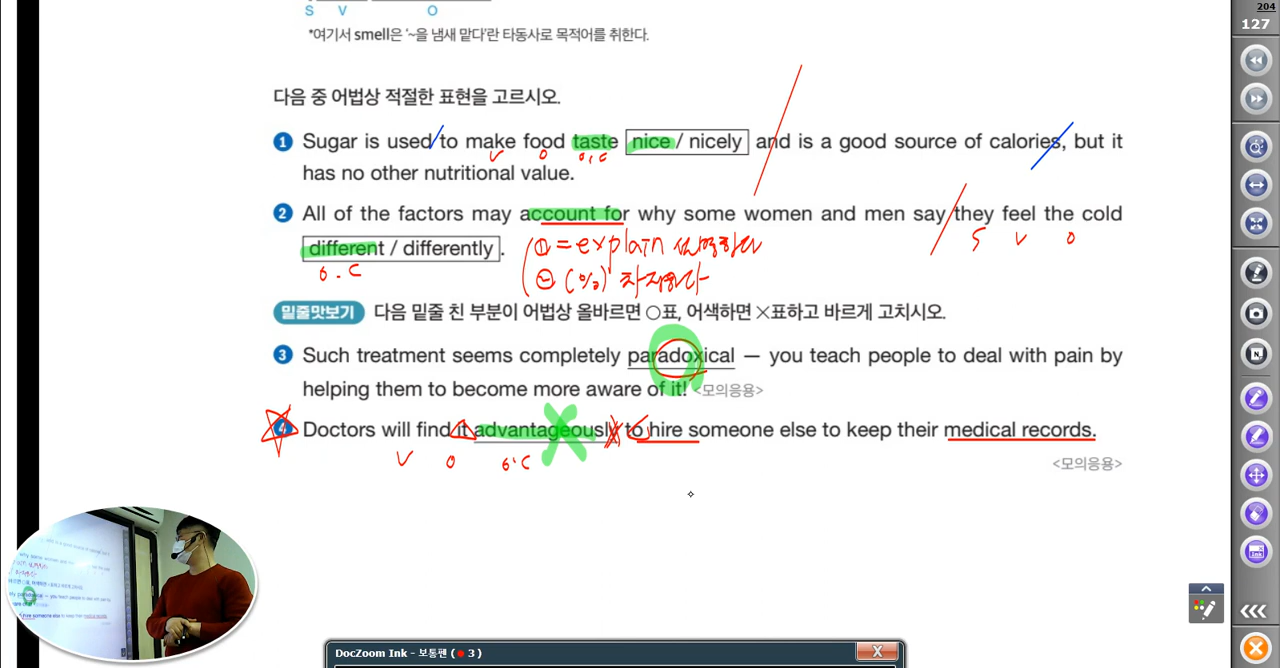 204
127
S V O
*여기서 smell은 '~을 냄새 맡다'란 타동사로 목적어를 취한다.
다음 중 어법상 적절한 표현을 고르시오.
1 Sugar is used to make food taste nice / nicely and is a good source of calories, but it
V O O.C
has no other nutritional value.
2 All of the factors may account for why some women and men say they feel the cold
S V O
different / differently.
O.C
① = explain 설명하다
② (%) 차지하다
밑줄맛보기 다음 밑줄 친 부분이 어법상 올바르면 ○표, 어색하면 ×표하고 바르게 고치시오.
3 Such treatment seems completely paradoxical — you teach people to deal with pain by
helping them to become more aware of it! <모의응용>
4 Doctors will find it advantageously to hire someone else to keep their medical records.
V O O.C
<모의응용>
DocZoom Ink - 보통펜 ( 3 )